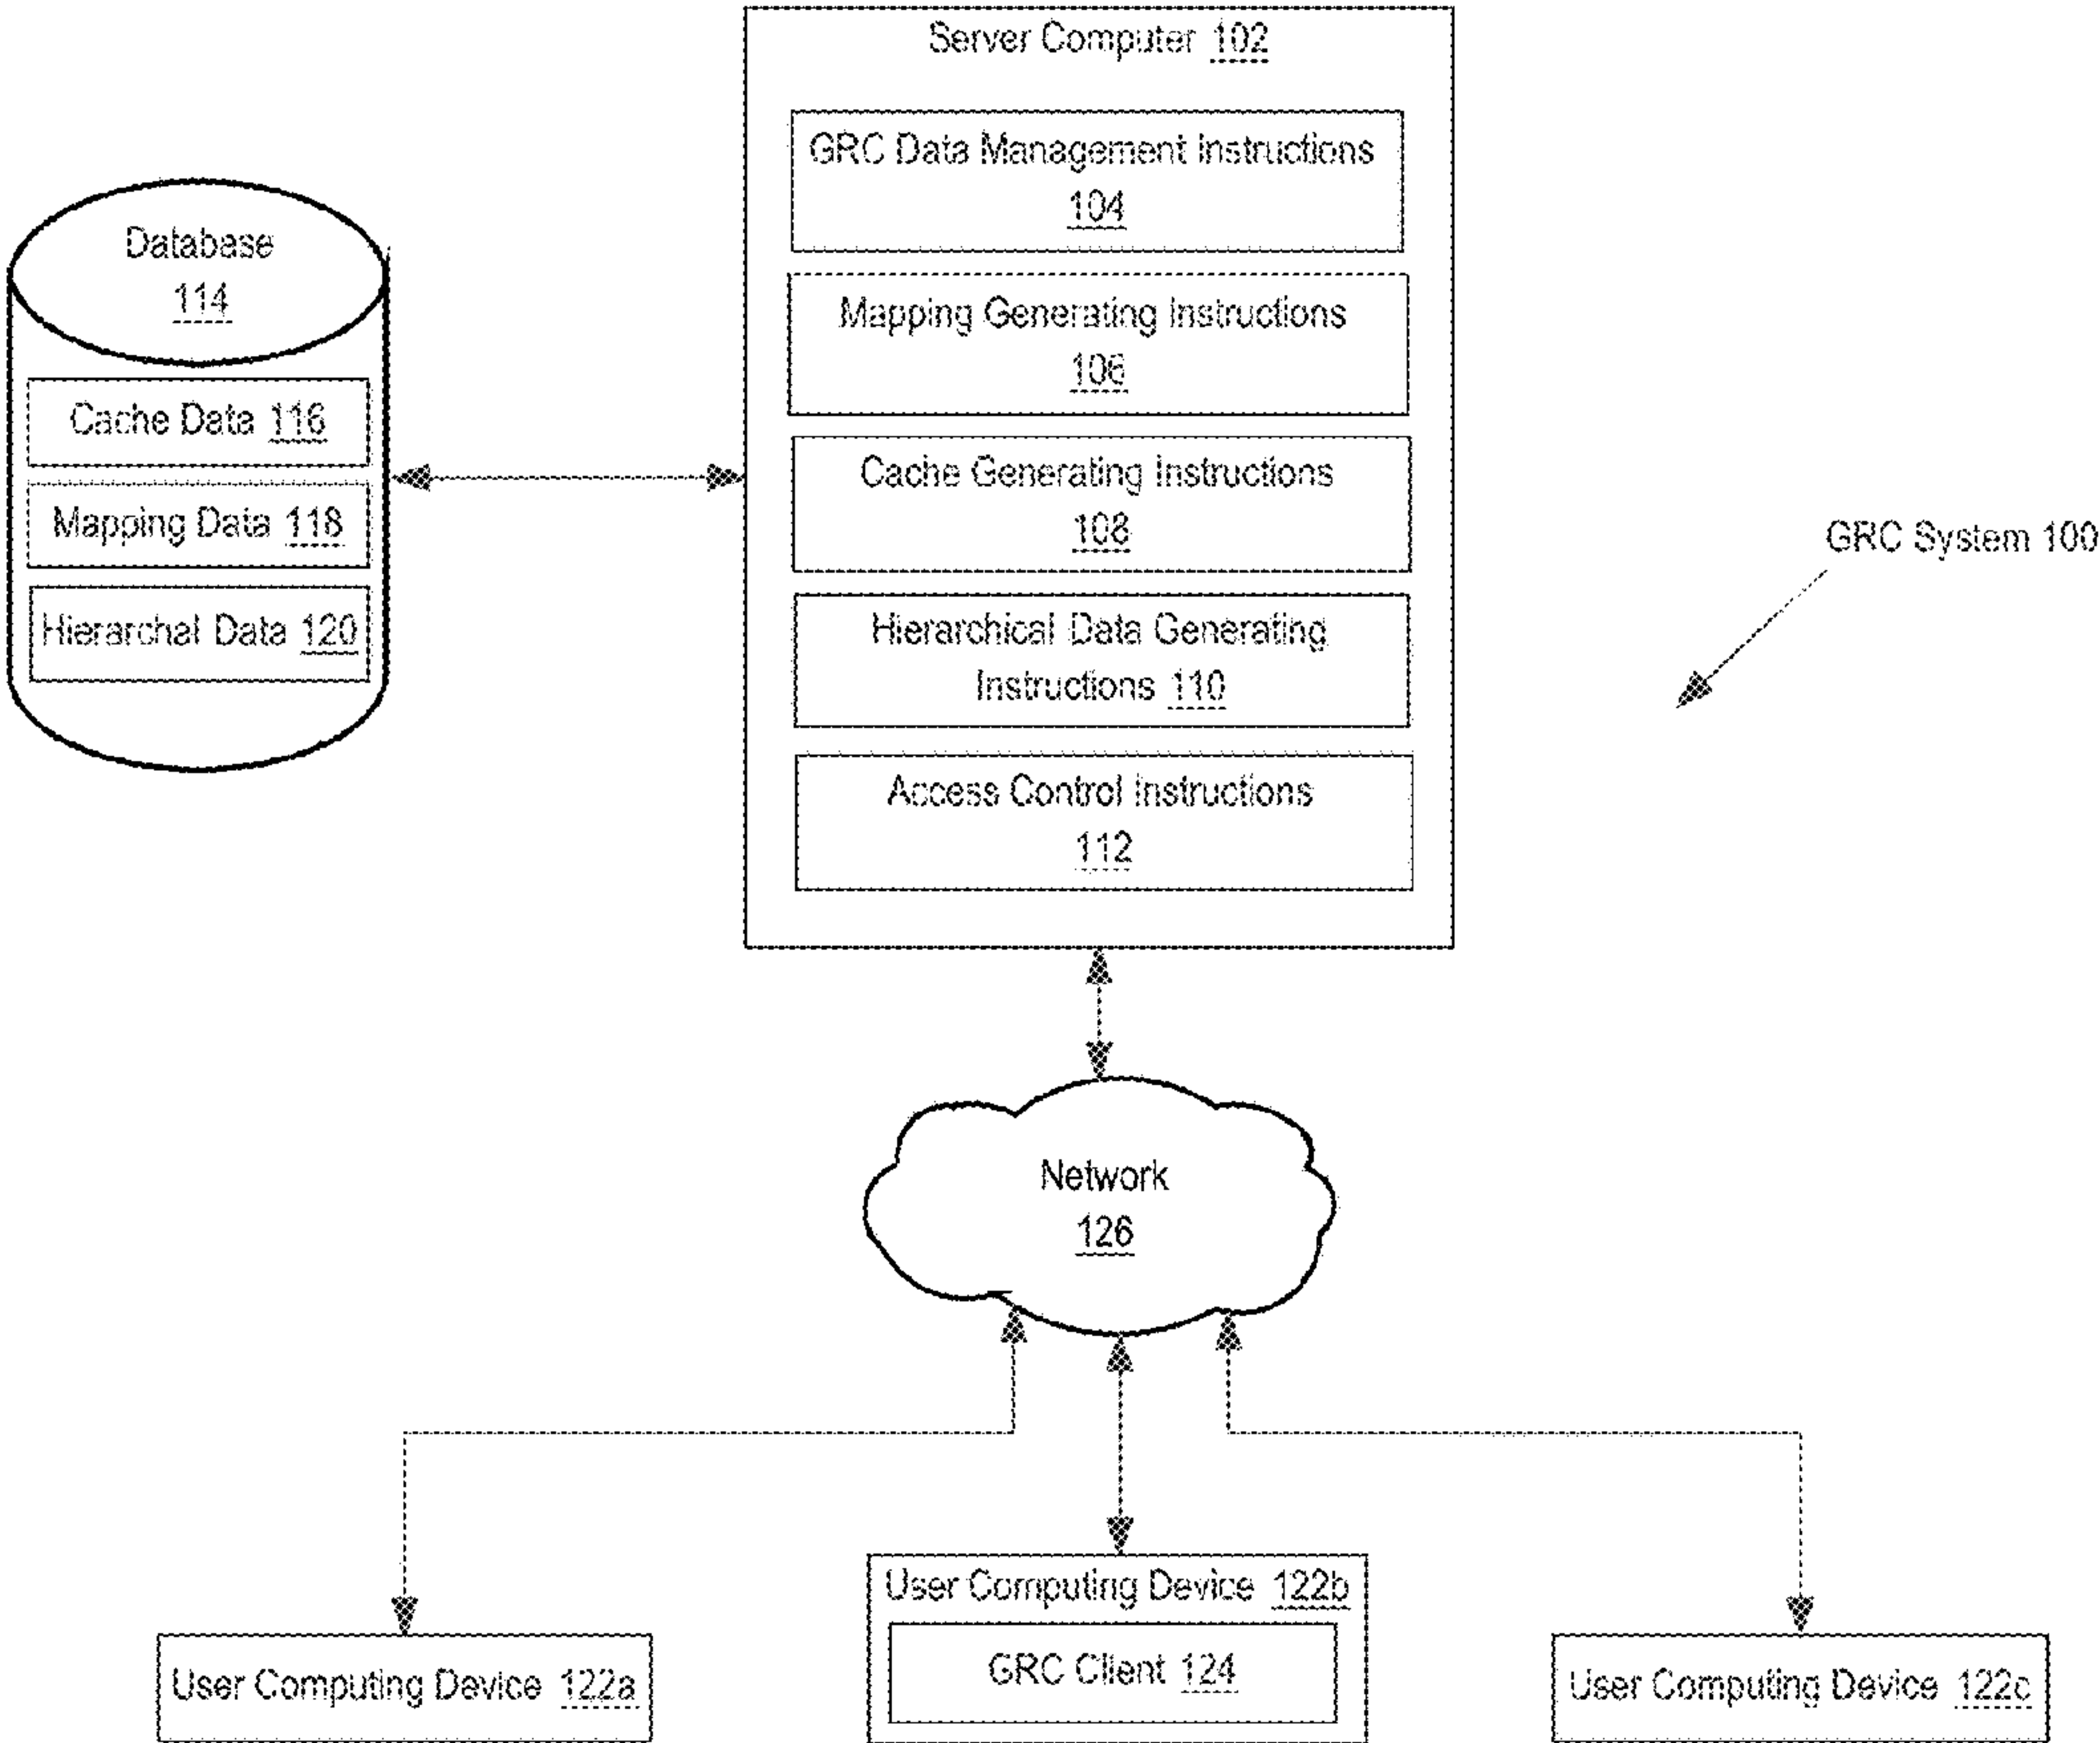 Server Computer 102
GRC Data Management Instructions
104
Mapping Generating Instructions
106
Cache Generating Instructions
108
Hierarchical Data Generating
Instructions 110
Access Control Instructions
112
Database
114
Cache Data 116
Mapping Data 118
Hierarchal Data 120
GRC System 100
Network
126
User Computing Device 122a
User Computing Device 122b
GRC Client 124
User Computing Device 122c